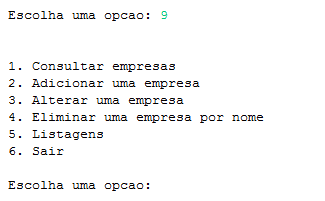 Escolha uma opcao: 9
1. Consultar empresas
2. Adicionar uma empresa
3. Alterar uma empresa
4. Eliminar uma empresa por nome
5. Listagens
6. Sair
Escolha uma opcao: